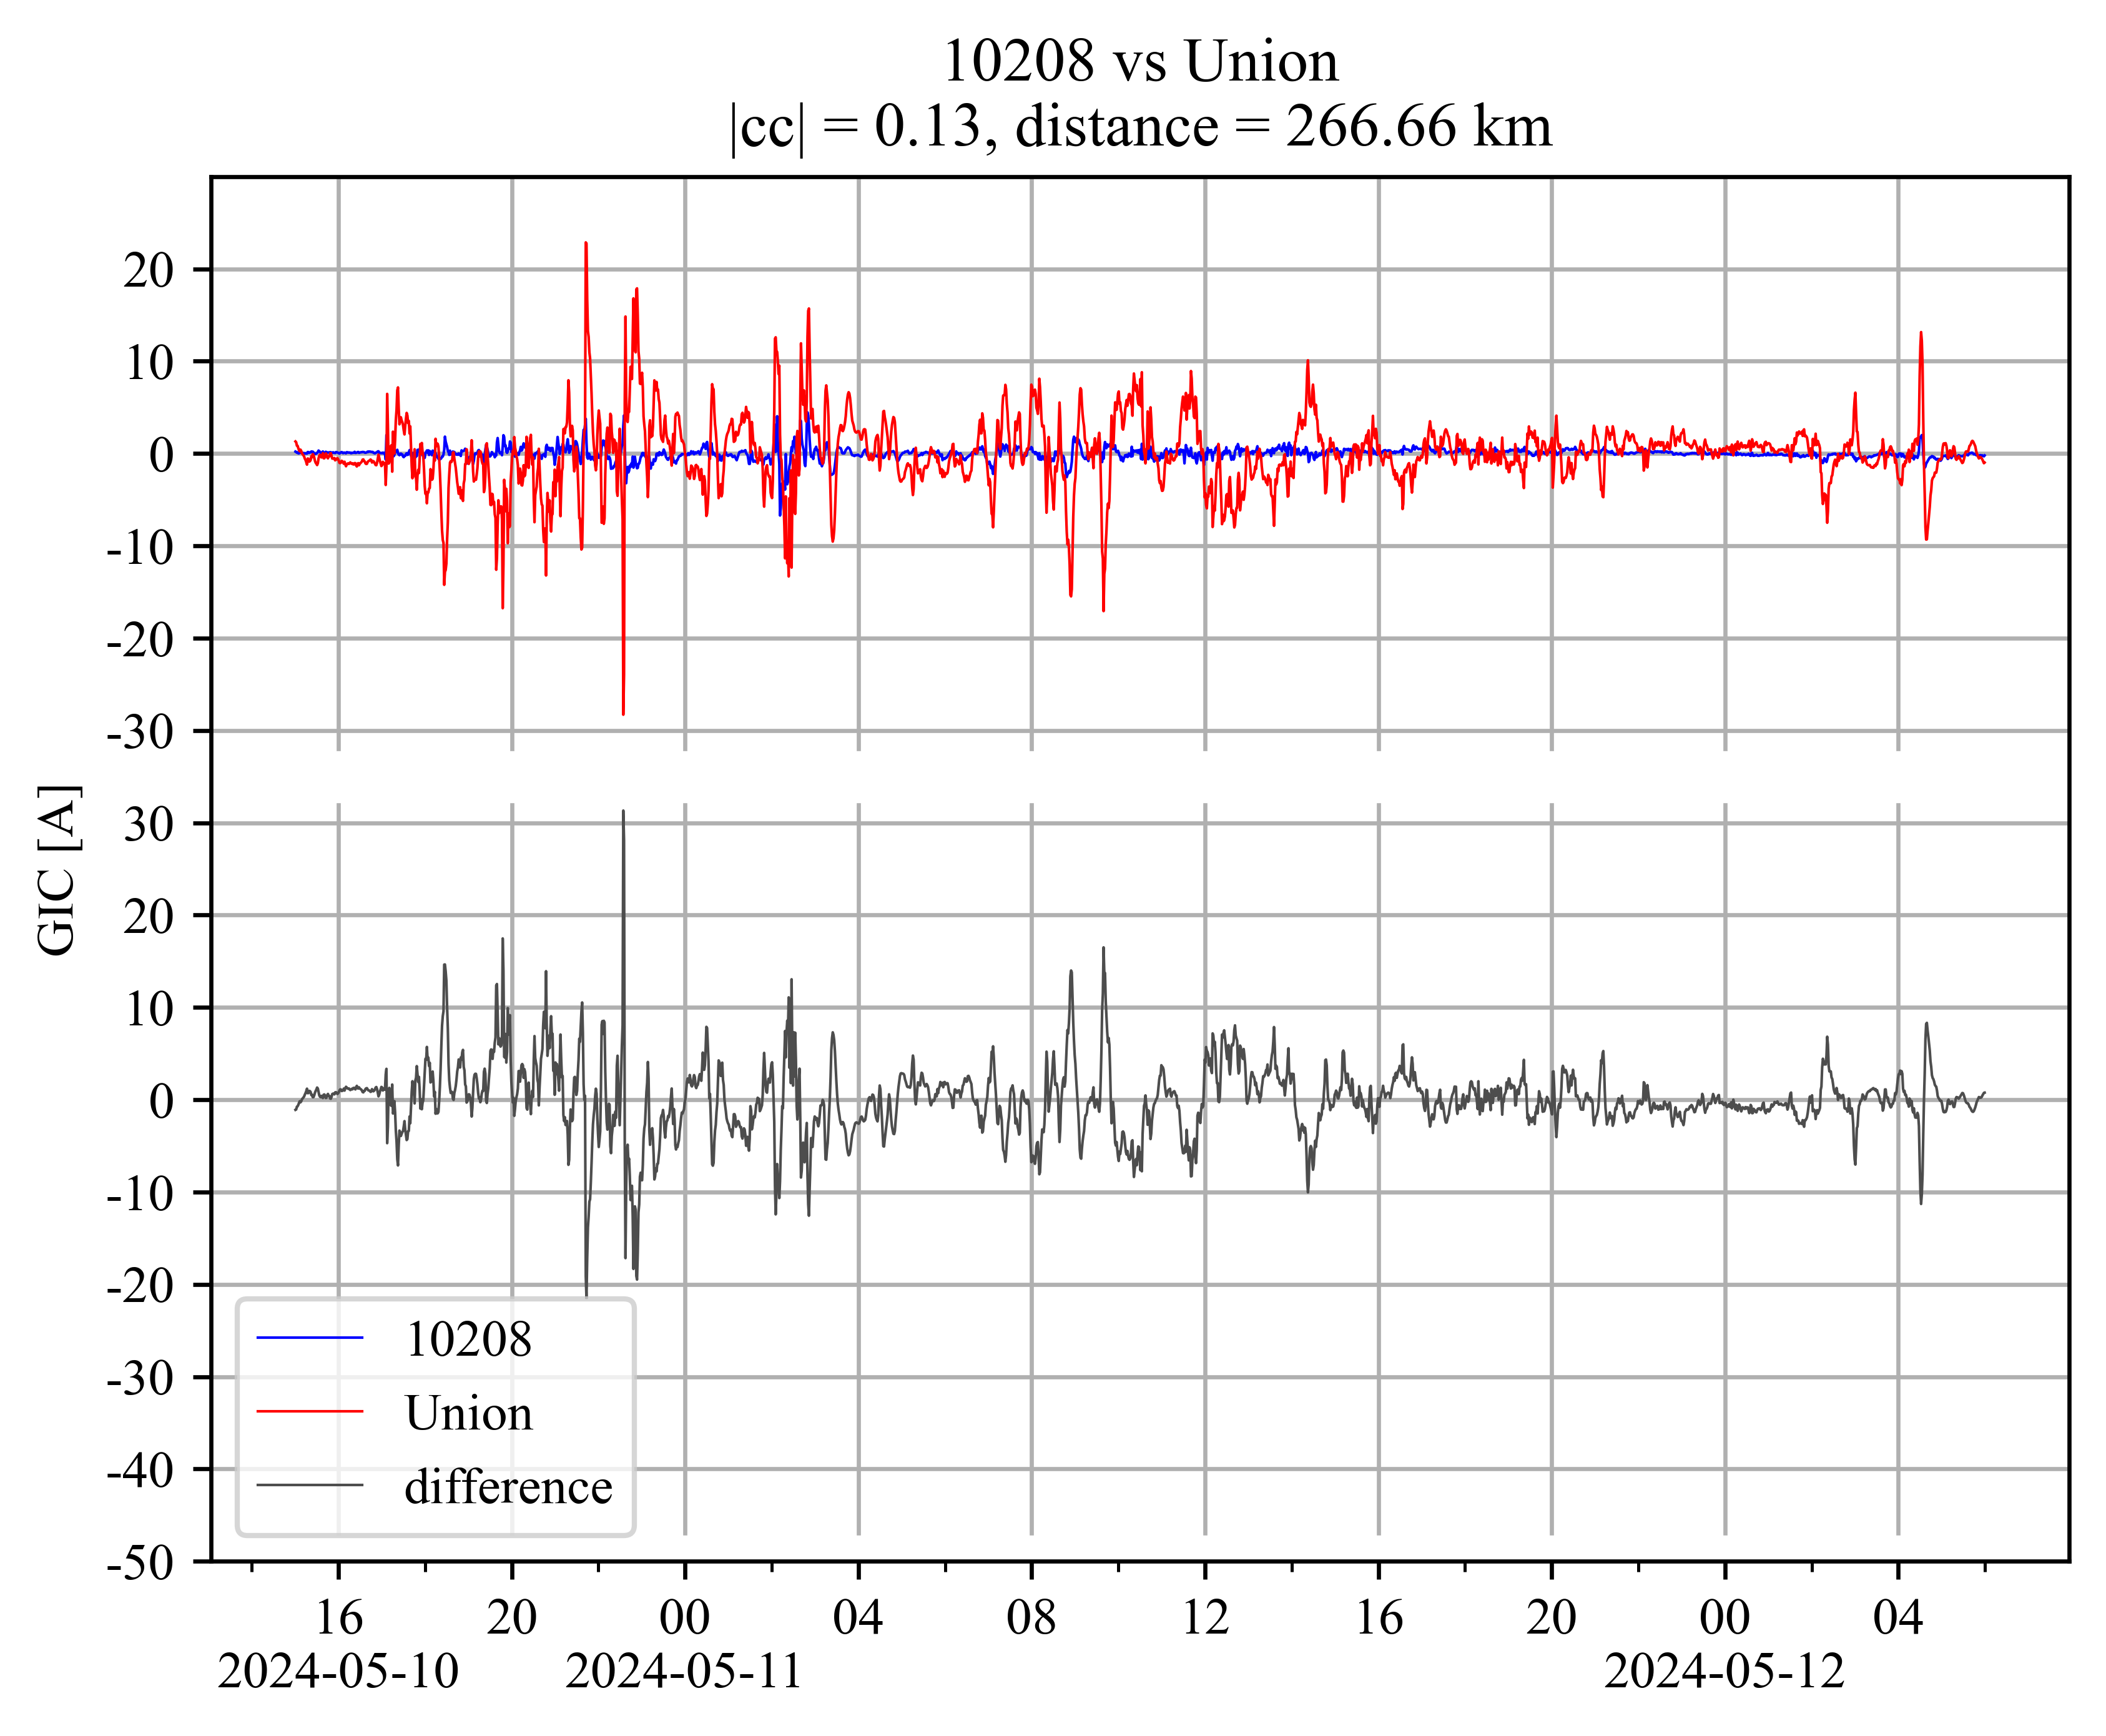 10208 vs Union
|cc| = 0.13, distance = 266.66 km
GIC [A]
20
10
0
-10
-20
-30
30
20
10
0
-10
-20
-30
-40
-50
10208
Union
difference
16 20 00 04 08 12 16 20 00 04
2024-05-10 2024-05-11 2024-05-12